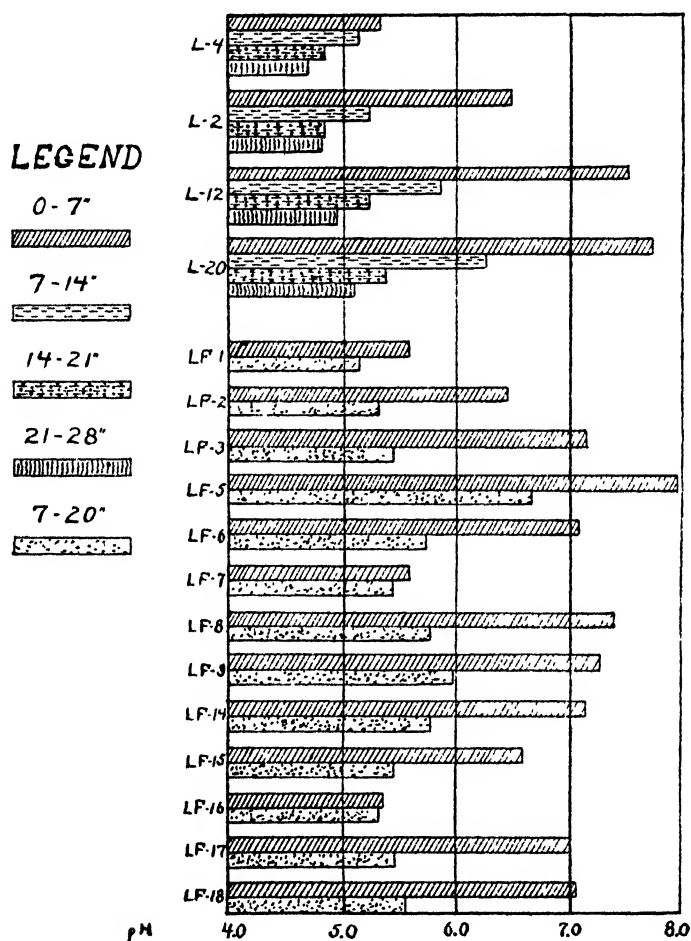 LEGEND
0-7"
7-14"
14-21"
21-28"
7-20"
L-4
L-2
L-12
L-20
LF 1
LP-2
LP-3
LF-5
LF-6
LF-7
LF-8
LF-9
LF-14
LF-15
LF-16
LF-17
LF-18
pH 4.0 5.0 6.0 7.0 8.0